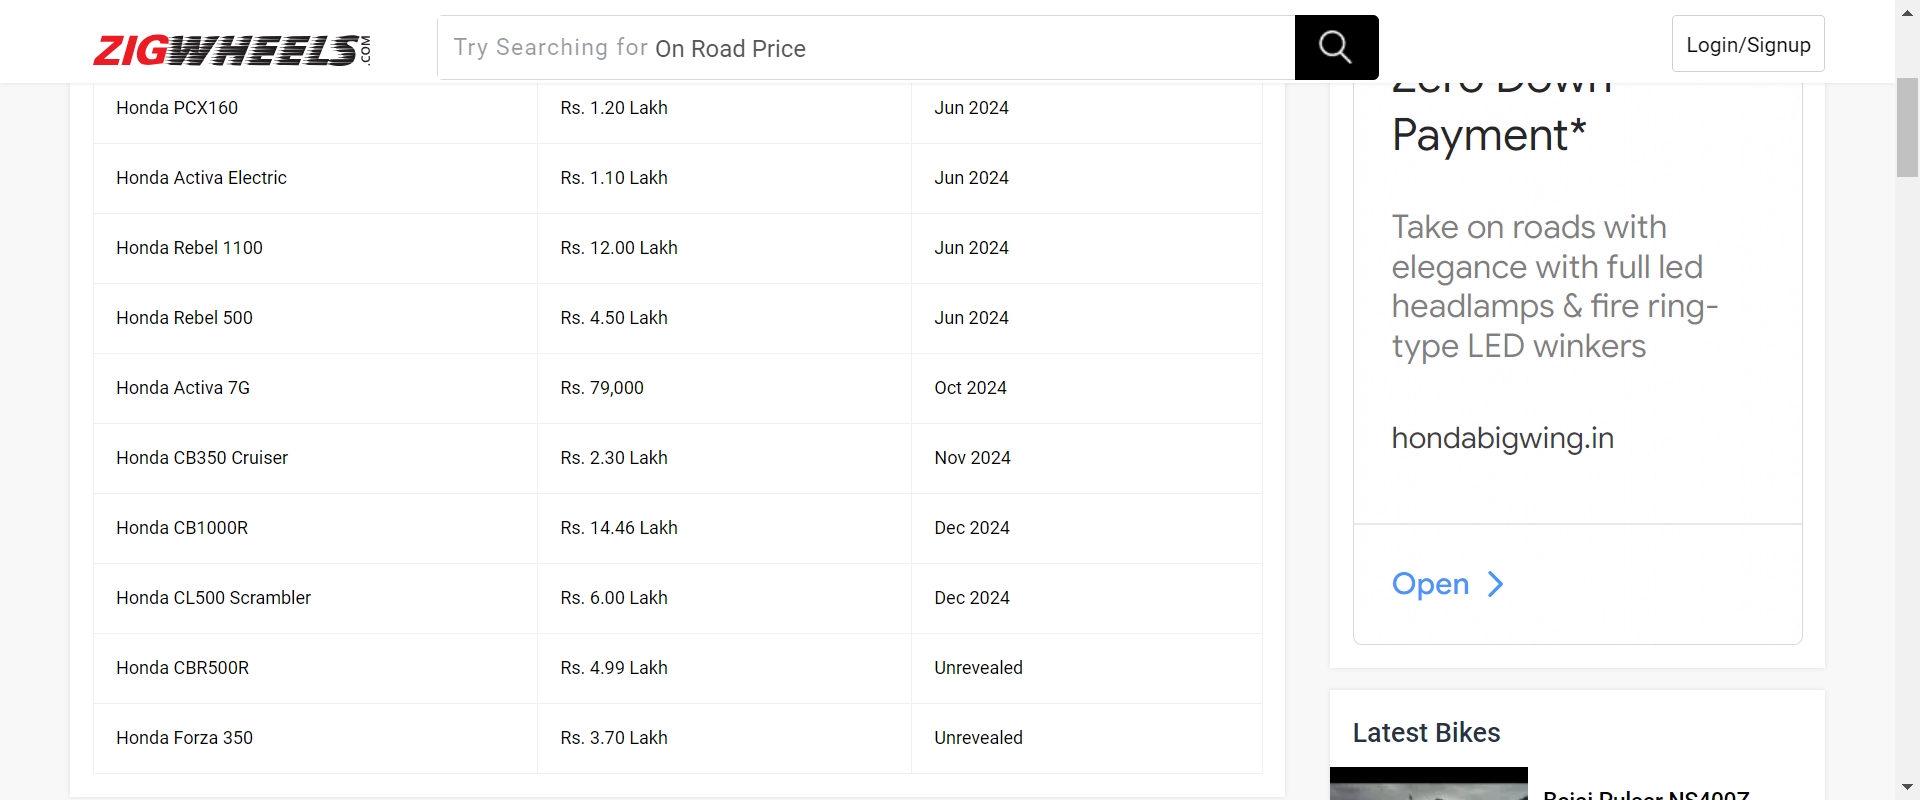 ZIGWHEELS.COM
Try Searching for On Road Price
Login/Signup
Honda PCX160 Rs. 1.20 Lakh Jun 2024
Honda Activa Electric Rs. 1.10 Lakh Jun 2024
Honda Rebel 1100 Rs. 12.00 Lakh Jun 2024
Honda Rebel 500 Rs. 4.50 Lakh Jun 2024
Honda Activa 7G Rs. 79,000 Oct 2024
Honda CB350 Cruiser Rs. 2.30 Lakh Nov 2024
Honda CB1000R Rs. 14.46 Lakh Dec 2024
Honda CL500 Scrambler Rs. 6.00 Lakh Dec 2024
Honda CBR500R Rs. 4.99 Lakh Unrevealed
Honda Forza 350 Rs. 3.70 Lakh Unrevealed
Zero Down
Payment*
Take on roads with
elegance with full led
headlamps & fire ring-
type LED winkers
hondabigwing.in
Open
Latest Bikes
Bajaj Pulsar NS400Z